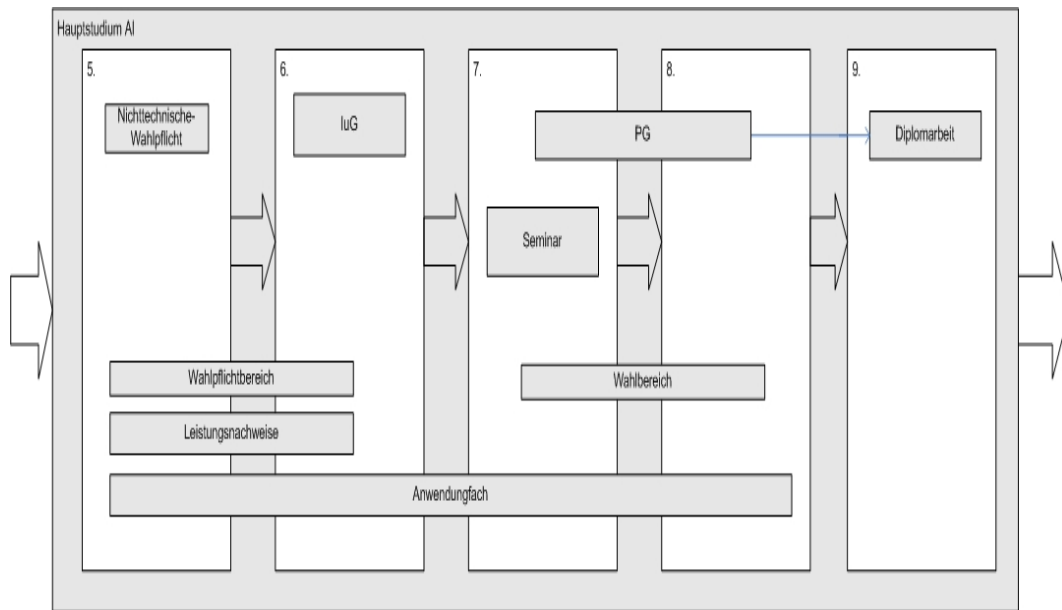 Hauptstudium AI
5.
6.
7.
8.
9.
Nichttechnische-
Wahlpflicht
IuG
PG
Diplomarbeit
Seminar
Wahlpflichtbereich
Wahlbereich
Leistungsnachweise
Anwendungfach